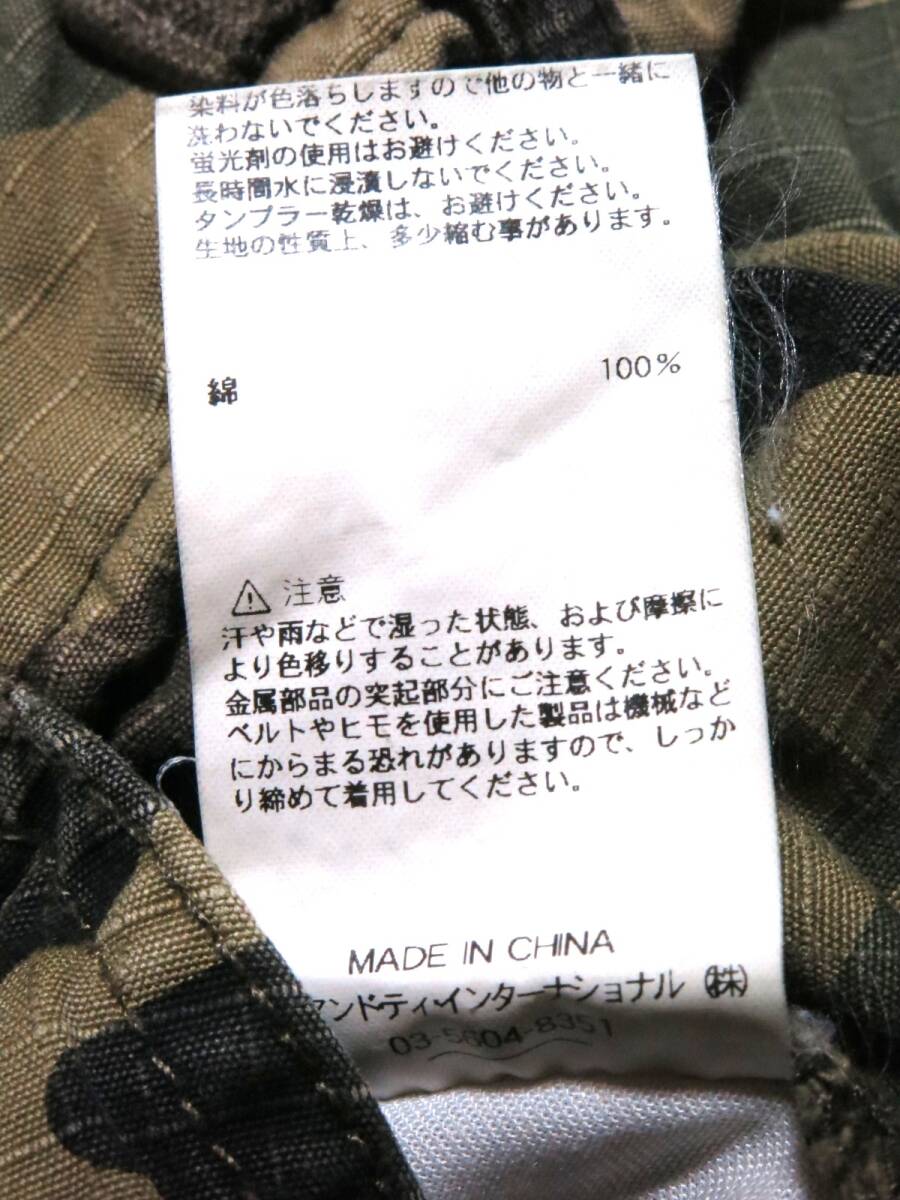 染料が色落ちしますので他の物と一緒に
洗わないでください。
蛍光剤の使用はお避けください。
長時間水に浸漬しないでください。
タンブラー乾燥は、お避けください。
生地の性質上、多少縮む事があります。
綿 100%
注意
汗や雨などで湿った状態、および摩擦に
より色移りすることがあります。
金属部品の突起部分にご注意ください。
ベルトやヒモを使用した製品は機械など
にからまる恐れがありますので、しっか
り締めて着用してください。
MADE IN CHINA
アンド・ティ・インターナショナル ㈱
03-5604-8351